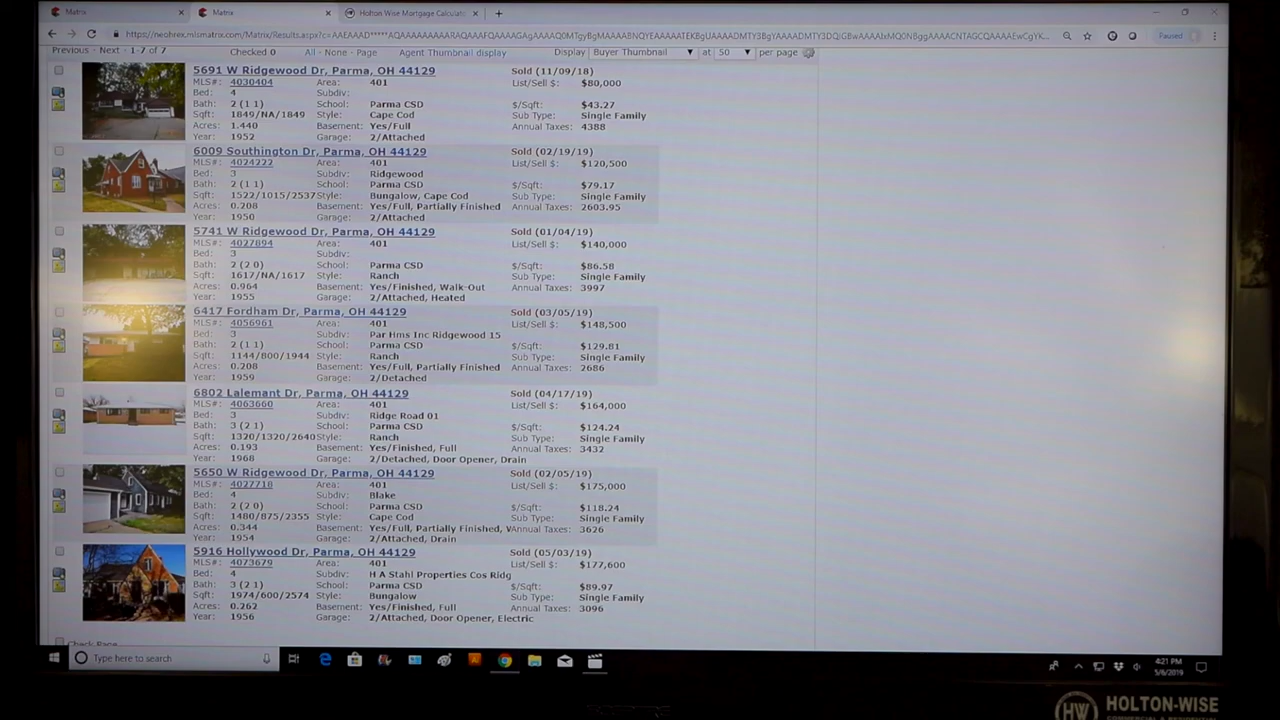 Matrix × Matrix × Holton Wise Mortgage Calculat × +
Paused
Previous · Next · 1-7 of 7 Checked 0 All · None · Page Agent Thumbnail display Display Buyer Thumbnail at 50 per page
5691 W Ridgewood Dr, Parma, OH 44129 Sold (11/09/18)
MLS#: 4030404 Area: 401 List/Sell $: $80,000
Bed: 4 Subdiv:
Bath: 2 (1 1) School: Parma CSD $/Sqft: $43.27
Sqft: 1849/NA/1849 Style: Cape Cod Sub Type: Single Family
Acres: 1.440 Basement: Yes/Full Annual Taxes: 4388
Year: 1952 Garage: 2/Attached
6009 Southington Dr, Parma, OH 44129 Sold (02/19/19)
MLS#: 4024222 Area: 401 List/Sell $: $120,500
Bed: 3 Subdiv: Ridgewood
Bath: 2 (1 1) School: Parma CSD $/Sqft: $79.17
Sqft: 1522/1015/2537 Style: Bungalow, Cape Cod Sub Type: Single Family
Acres: 0.208 Basement: Yes/Full, Partially Finished Annual Taxes: 2603.95
Year: 1950 Garage: 2/Attached
5741 W Ridgewood Dr, Parma, OH 44129 Sold (01/04/19)
MLS#: 4027894 Area: 401 List/Sell $: $140,000
Bed: 3 Subdiv:
Bath: 2 (2 0) School: Parma CSD $/Sqft: $86.58
Sqft: 1617/NA/1617 Style: Ranch Sub Type: Single Family
Acres: 0.964 Basement: Yes/Finished, Walk-Out Annual Taxes: 3997
Year: 1955 Garage: 2/Attached, Heated
6417 Fordham Dr, Parma, OH 44129 Sold (03/05/19)
MLS#: 4056961 Area: 401 List/Sell $: $148,500
Bed: 3 Subdiv: Par Hms Inc Ridgewood 15
Bath: 2 (1 1) School: Parma CSD $/Sqft: $129.81
Sqft: 1144/800/1944 Style: Ranch Sub Type: Single Family
Acres: 0.208 Basement: Yes/Full, Partially Finished Annual Taxes: 2686
Year: 1959 Garage: 2/Detached
6802 Lalemant Dr, Parma, OH 44129 Sold (04/17/19)
MLS#: 4063660 Area: 401 List/Sell $: $164,000
Bed: 3 Subdiv: Ridge Road 01
Bath: 3 (2 1) School: Parma CSD $/Sqft: $124.24
Sqft: 1320/1320/2640 Style: Ranch Sub Type: Single Family
Acres: 0.193 Basement: Yes/Finished, Full Annual Taxes: 3432
Year: 1968 Garage: 2/Detached, Door Opener, Drain
5650 W Ridgewood Dr, Parma, OH 44129 Sold (02/05/19)
MLS#: 4027718 Area: 401 List/Sell $: $175,000
Bed: 4 Subdiv: Blake
Bath: 2 (2 0) School: Parma CSD $/Sqft: $118.24
Sqft: 1480/875/2355 Style: Cape Cod Sub Type: Single Family
Acres: 0.344 Basement: Yes/Full, Partially Finished, W Annual Taxes: 3626
Year: 1954 Garage: 2/Attached, Drain
5916 Hollywood Dr, Parma, OH 44129 Sold (05/03/19)
MLS#: 4073679 Area: 401 List/Sell $: $177,600
Bed: 4 Subdiv: H A Stahl Properties Cos Ridg
Bath: 3 (2 1) School: Parma CSD $/Sqft: $89.97
Sqft: 1974/600/2574 Style: Bungalow Sub Type: Single Family
Acres: 0.262 Basement: Yes/Finished, Full Annual Taxes: 3096
Year: 1956 Garage: 2/Attached, Door Opener, Electric
Check Page
Type here to search 4:21 PM
5/6/2019
HW HOLTON-WISE